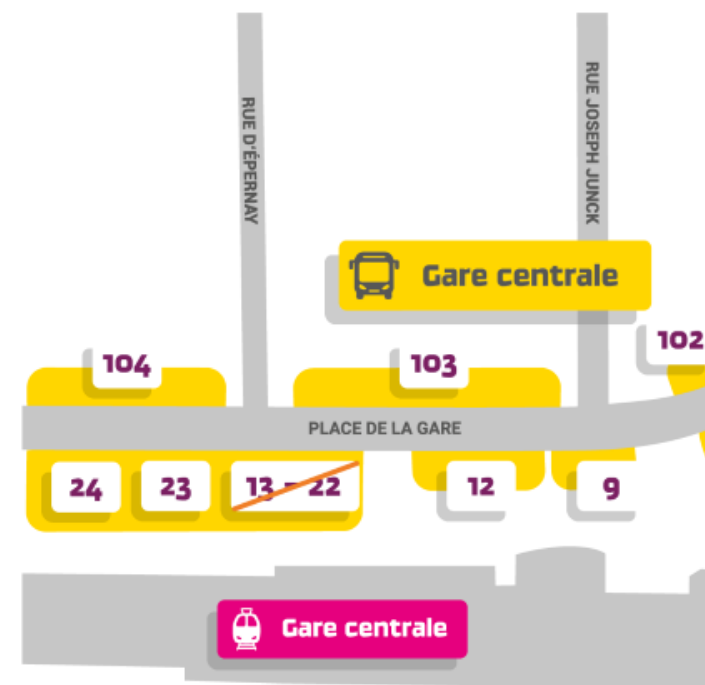 RUE D'ÉPERNAY
RUE JOSEPH JUNCK
Gare centrale
102
104
103
PLACE DE LA GARE
24
23
13 - 22
12
9
Gare centrale